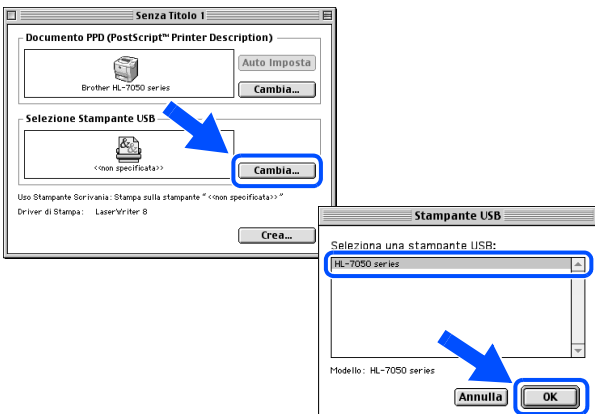 Senza Titolo 1
Documento PPD (PostScript™ Printer Description)
Auto Imposta
Brother HL-7050 series
Cambia...
Selezione Stampante USB
<<non specificata>>
Cambia...
Uso Stampante Scrivania: Stampa sulla stampante "<<non specificata>>"
Driver di Stampa: LaserWriter 8
Crea...
Stampante USB
Seleziona una stampante USB:
HL-7050 series
Modello: HL-7050 series
Annulla
OK